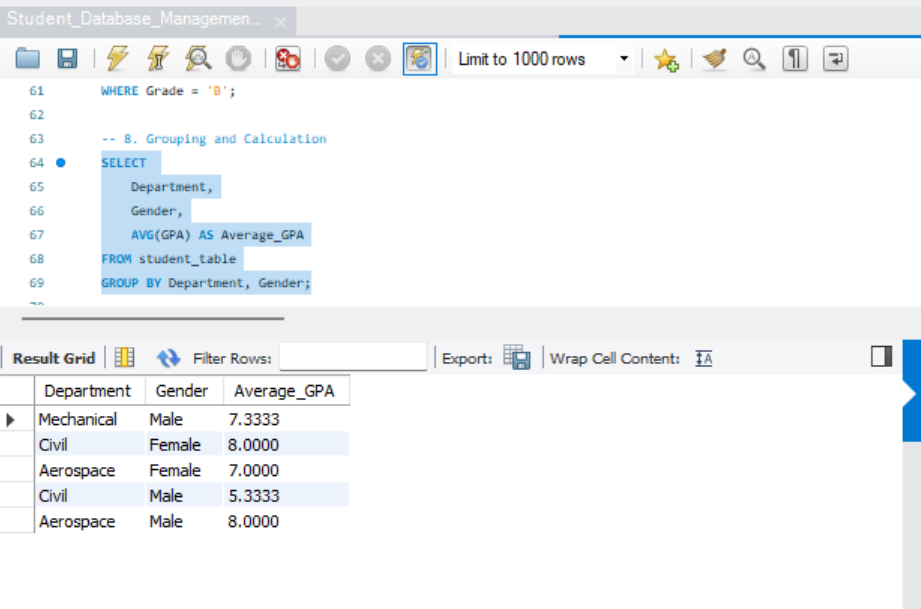 Student_Database_Managemen...
Limit to 1000 rows
61 WHERE Grade = 'B';
62
63 -- 8. Grouping and Calculation
64 SELECT
65 Department,
66 Gender,
67 AVG(GPA) AS Average_GPA
68 FROM student_table
69 GROUP BY Department, Gender;
Result Grid Filter Rows: Export: Wrap Cell Content: IA
Department Gender Average_GPA
Mechanical Male 7.3333
Civil Female 8.0000
Aerospace Female 7.0000
Civil Male 5.3333
Aerospace Male 8.0000